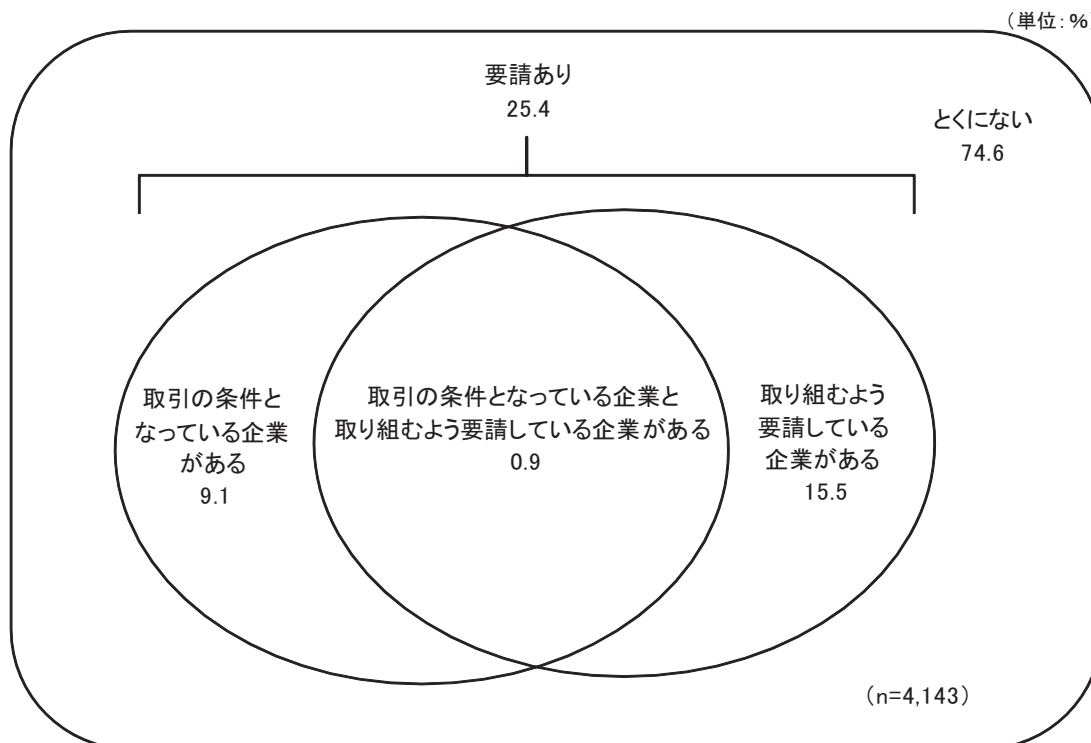 (単位:%
要請あり
25.4
とくにない
74.6
取引の条件と
なっている企業
がある
9.1
取引の条件となっている企業と
取り組むよう要請している企業がある
0.9
取り組むよう
要請している
企業がある
15.5
(n=4,143)